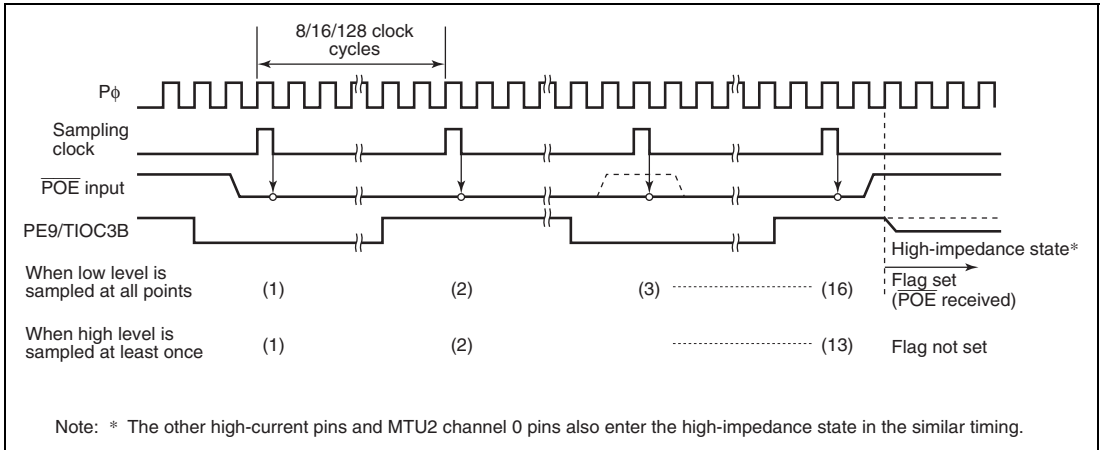 8/16/128 clock
cycles
Pϕ
Sampling
clock
POE input
PE9/TIOC3B
High-impedance state*
When low level is
sampled at all points
(1)
(2)
(3)
(16)
Flag set
(POE received)
When high level is
sampled at least once
(1)
(2)
(13)
Flag not set
Note: * The other high-current pins and MTU2 channel 0 pins also enter the high-impedance state in the similar timing.